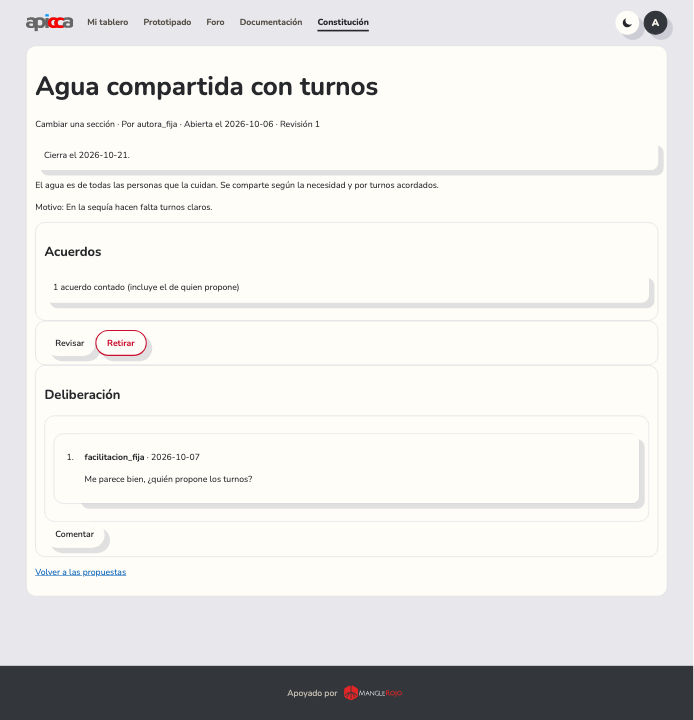 apicca
Mi tablero Prototipado Foro Documentación Constitución
A
Agua compartida con turnos
Cambiar una sección · Por autora_fija · Abierta el 2026-10-06 · Revisión 1
Cierra el 2026-10-21.
El agua es de todas las personas que la cuidan. Se comparte según la necesidad y por turnos acordados.
Motivo: En la sequía hacen falta turnos claros.
Acuerdos
1 acuerdo contado (incluye el de quien propone)
Revisar Retirar
Deliberación
1. facilitacion_fija · 2026-10-07
Me parece bien, ¿quién propone los turnos?
Comentar
Volver a las propuestas
Apoyado por MANGLEROJO